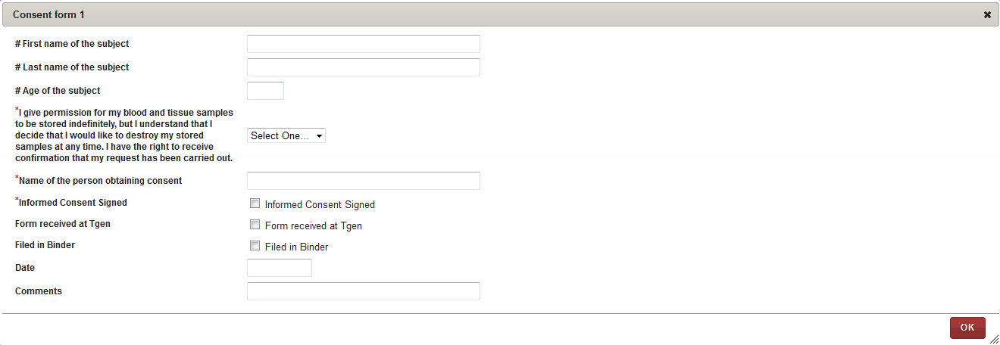 Consent form 1
# First name of the subject
# Last name of the subject
# Age of the subject
*I give permission for my blood and tissue samples
to be stored indefinitely, but I understand that I
decide that I would like to destroy my stored
samples at any time. I have the right to receive
confirmation that my request has been carried out.
Select One...
*Name of the person obtaining consent
*Informed Consent Signed
Informed Consent Signed
Form received at Tgen
Form received at Tgen
Filed in Binder
Filed in Binder
Date
Comments
OK